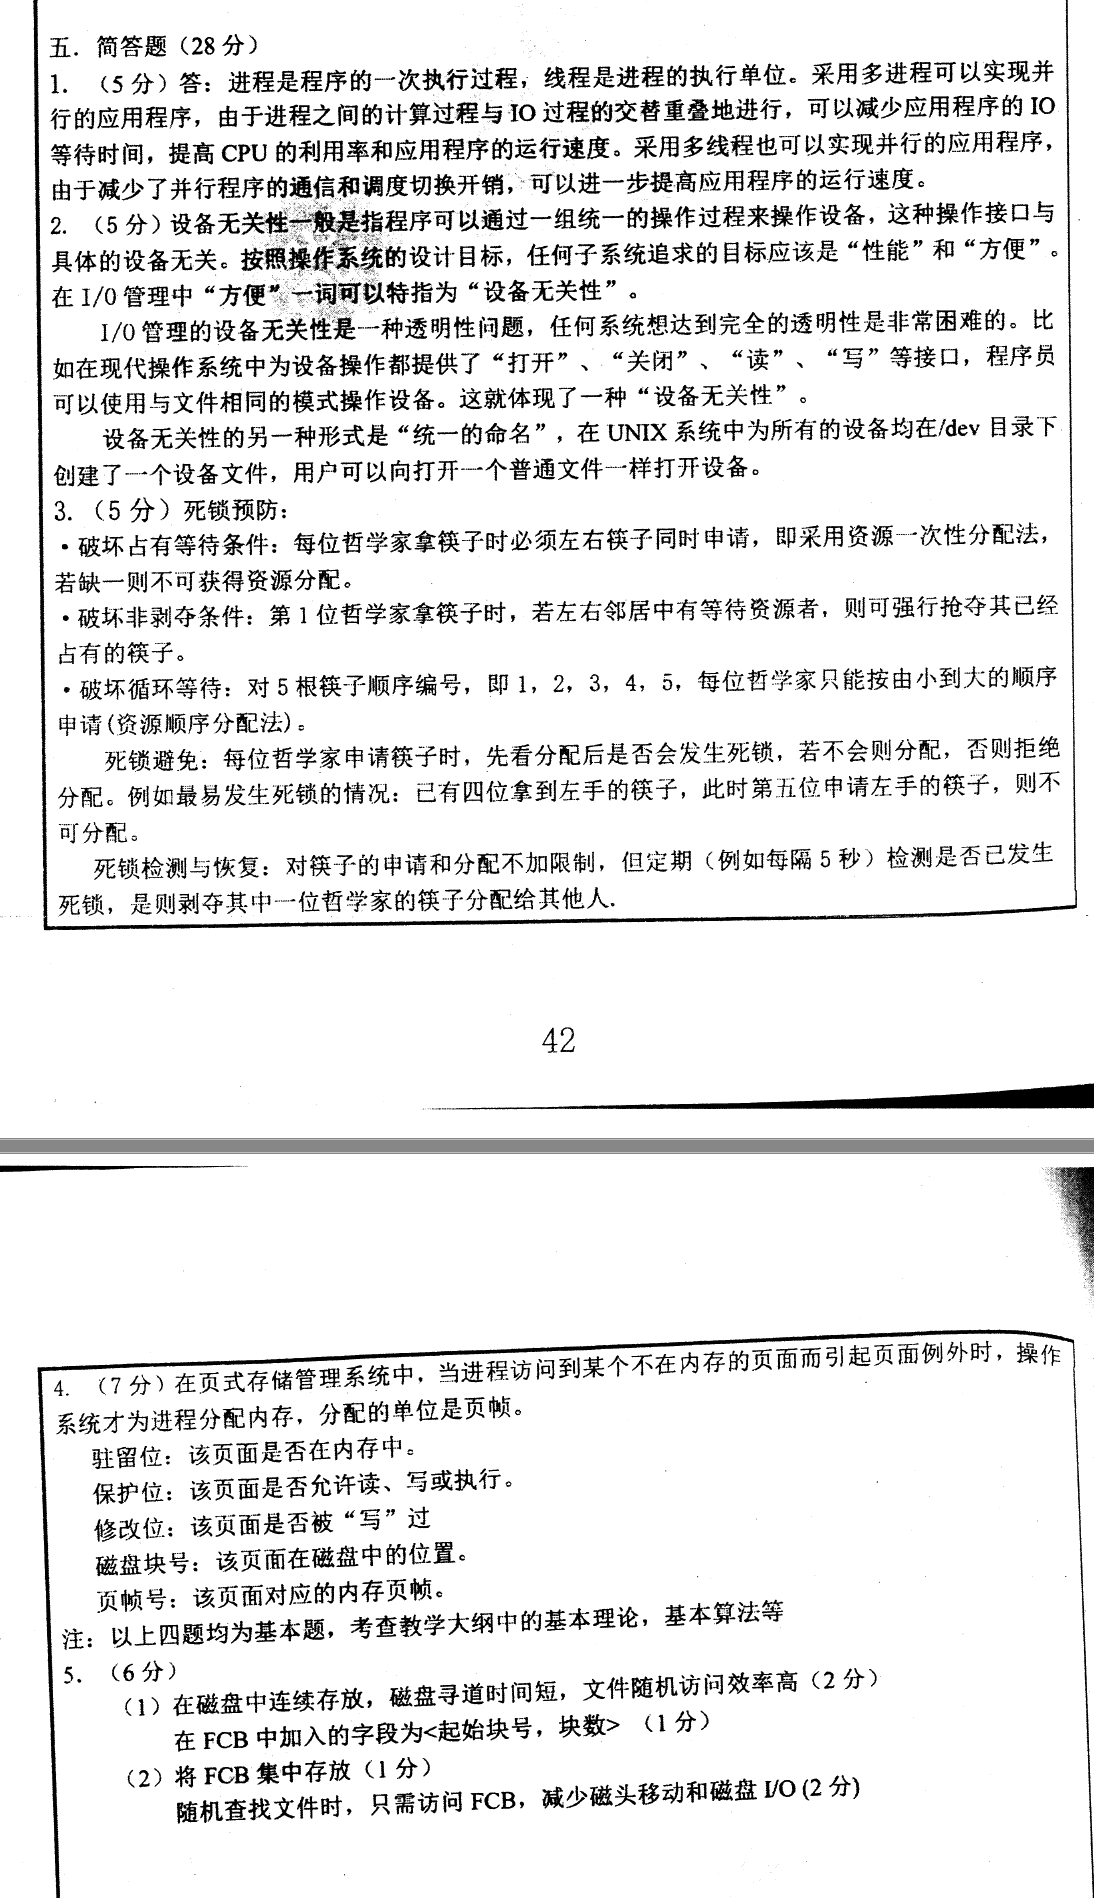 五．简答题（28 分）
1. （5 分）答：进程是程序的一次执行过程，线程是进程的执行单位。采用多进程可以实现并
行的应用程序，由于进程之间的计算过程与 IO 过程的交替重叠地进行，可以减少应用程序的 IO
等待时间，提高 CPU 的利用率和应用程序的运行速度。采用多线程也可以实现并行的应用程序，
由于减少了并行程序的通信和调度切换开销，可以进一步提高应用程序的运行速度。
2. （5 分）设备无关性一般是指程序可以通过一组统一的操作过程来操作设备，这种操作接口与
具体的设备无关。按照操作系统的设计目标，任何子系统追求的目标应该是“性能”和“方便”。
在 I/0 管理中“方便”一词可以特指为“设备无关性”。
I/0 管理的设备无关性是一种透明性问题，任何系统想达到完全的透明性是非常困难的。比
如在现代操作系统中为设备操作都提供了“打开”、“关闭”、“读”、“写”等接口，程序员
可以使用与文件相同的模式操作设备。这就体现了一种“设备无关性”。
设备无关性的另一种形式是“统一的命名”，在 UNIX 系统中为所有的设备均在/dev 目录下
创建了一个设备文件，用户可以向打开一个普通文件一样打开设备。
3. （5 分）死锁预防：
・破坏占有等待条件：每位哲学家拿筷子时必须左右筷子同时申请，即采用资源一次性分配法，
若缺一则不可获得资源分配。
・破坏非剥夺条件：第 1 位哲学家拿筷子时，若左右邻居中有等待资源者，则可强行抢夺其已经
占有的筷子。
・破坏循环等待：对 5 根筷子顺序编号，即 1，2，3，4，5，每位哲学家只能按由小到大的顺序
申请(资源顺序分配法)。
死锁避免：每位哲学家申请筷子时，先看分配后是否会发生死锁，若不会则分配，否则拒绝
分配。例如最易发生死锁的情况：已有四位拿到左手的筷子，此时第五位申请左手的筷子，则不
可分配。
死锁检测与恢复：对筷子的申请和分配不加限制，但定期（例如每隔 5 秒）检测是否已发生
死锁，是则剥夺其中一位哲学家的筷子分配给其他人.
42
4. （7 分）在页式存储管理系统中，当进程访问到某个不在内存的页面而引起页面例外时，操作
系统才为进程分配内存，分配的单位是页帧。
驻留位：该页面是否在内存中。
保护位：该页面是否允许读、写或执行。
修改位：该页面是否被“写”过
磁盘块号：该页面在磁盘中的位置。
页帧号：该页面对应的内存页帧。
注：以上四题均为基本题，考查教学大纲中的基本理论，基本算法等
5. （6 分）
（1）在磁盘中连续存放，磁盘寻道时间短，文件随机访问效率高（2 分）
在 FCB 中加入的字段为<起始块号，块数> （1 分）
（2）将 FCB 集中存放（1 分）
随机查找文件时，只需访问 FCB，减少磁头移动和磁盘 I/O (2 分)